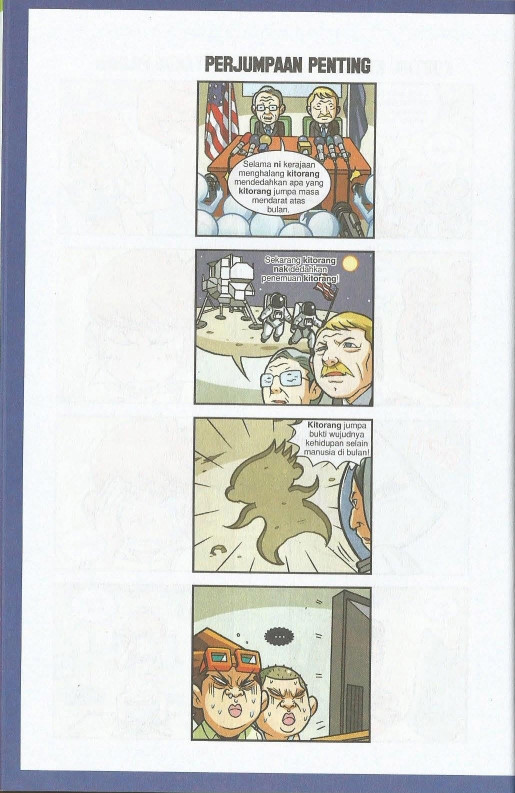 PERJUMPAAN PENTING
Selama ni kerajaan
menghalang kitorang
mendedahkan apa yang
kitorang jumpa masa
mendarat atas
bulan.
Sekarang kitorang
nak dedahkan
penemuan kitorang!
Kitorang jumpa
bukti wujudnya
kehidupan selain
manusia di bulan!
...